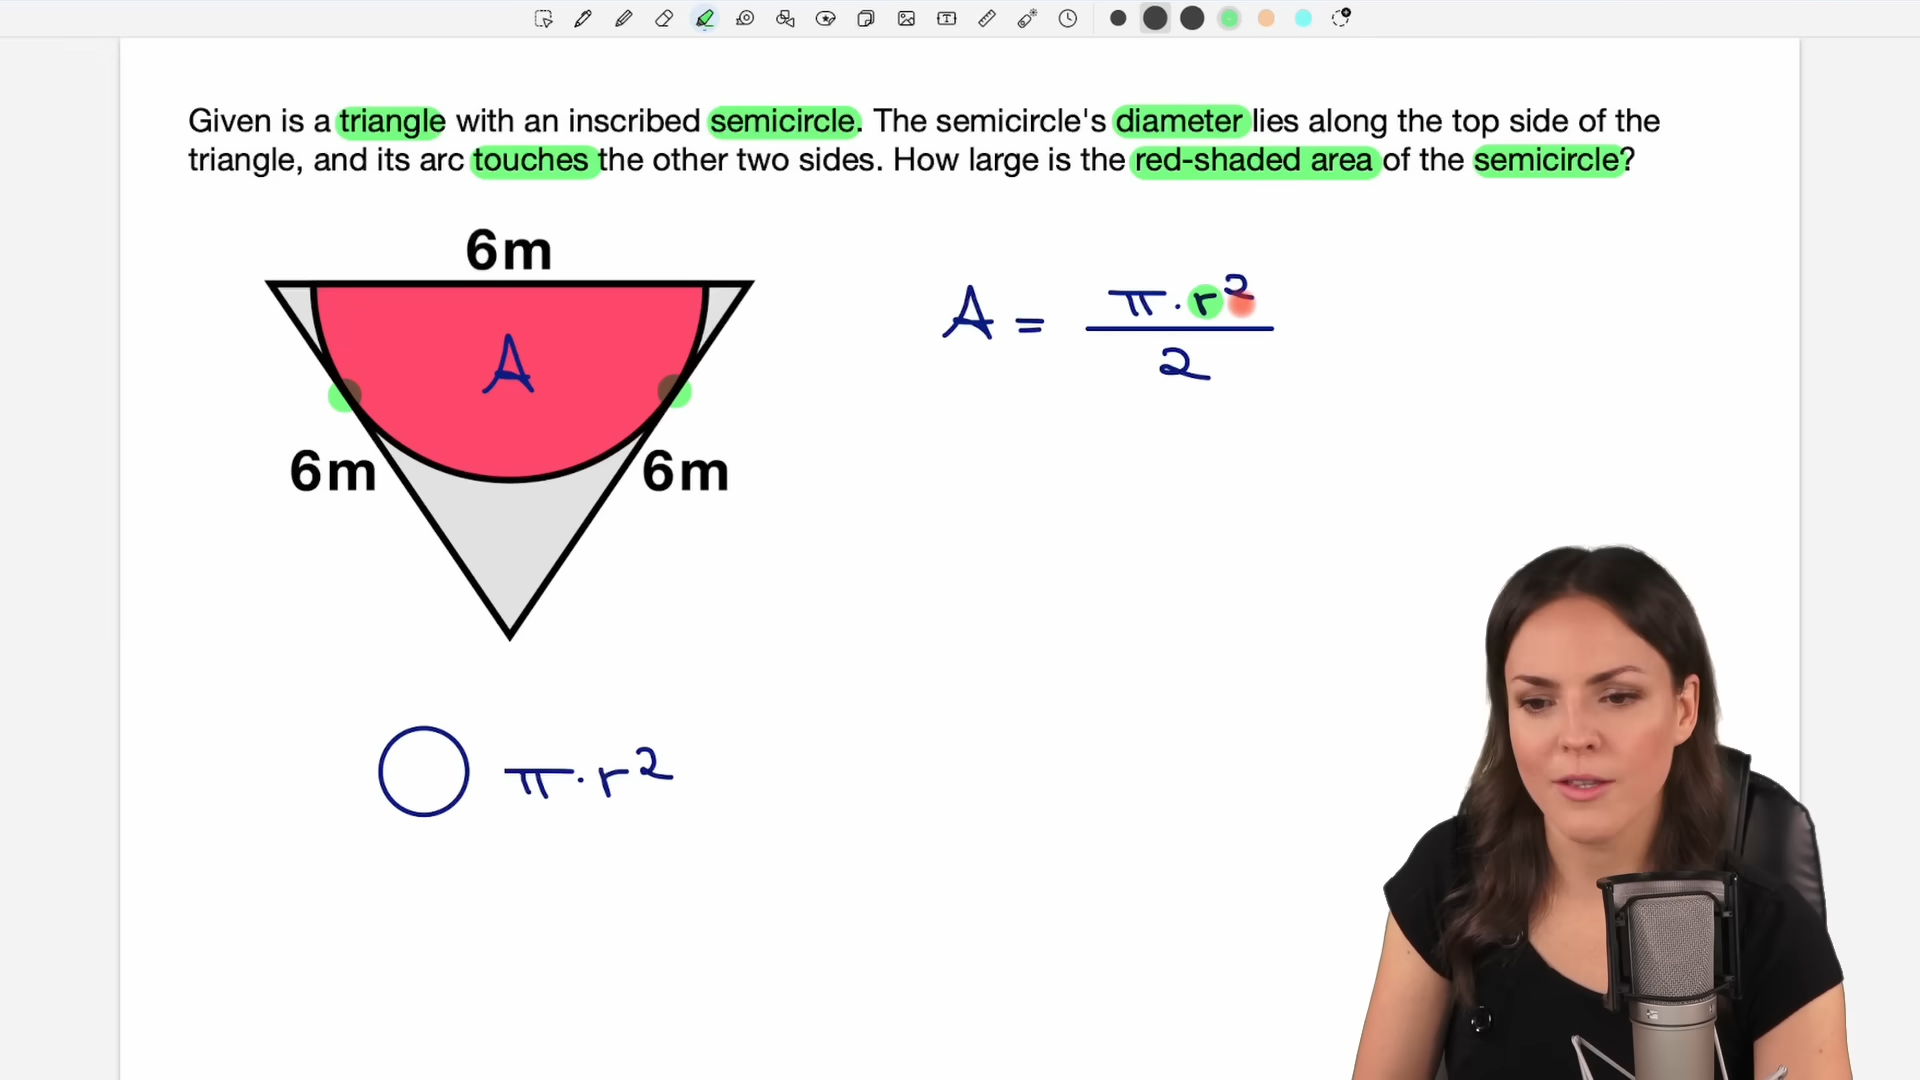 Given is a triangle with an inscribed semicircle. The semicircle's diameter lies along the top side of the
triangle, and its arc touches the other two sides. How large is the red-shaded area of the semicircle?
6m
A
6m
6m
A = π · r²
2
π · r²